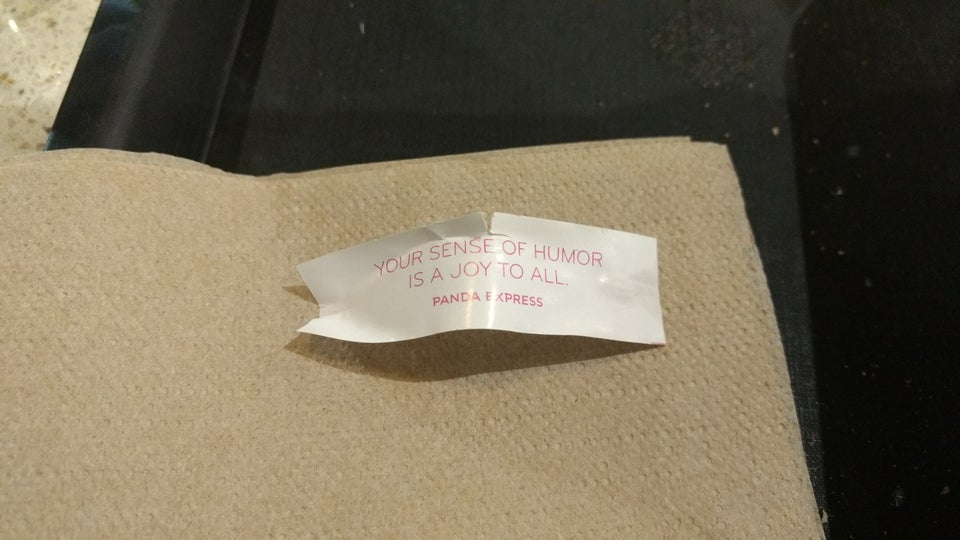 YOUR SENSE OF HUMOR
IS A JOY TO ALL.
PANDA EXPRESS